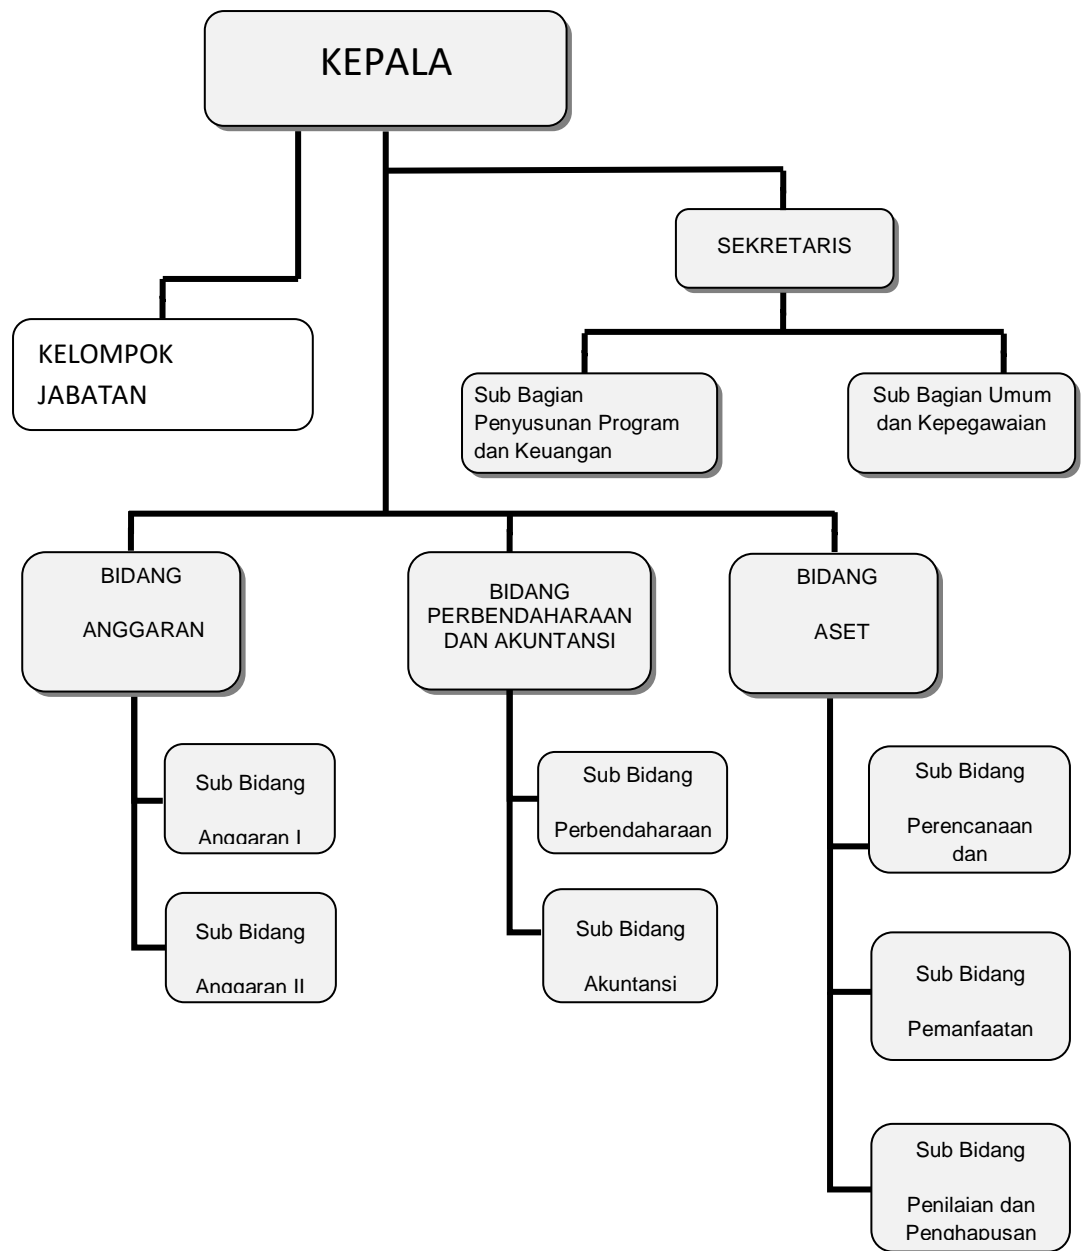 KEPALA
SEKRETARIS
KELOMPOK
JABATAN
Sub Bagian
Penyusunan Program
dan Keuangan
Sub Bagian Umum
dan Kepegawaian
BIDANG
ANGGARAN
BIDANG
PERBENDAHARAAN
DAN AKUNTANSI
BIDANG
ASET
Sub Bidang
Anggaran I
Sub Bidang
Anggaran II
Sub Bidang
Perbendaharaan
Sub Bidang
Akuntansi
Sub Bidang
Perencanaan
dan
Sub Bidang
Pemanfaatan
Sub Bidang
Penilaian dan
Penghapusan